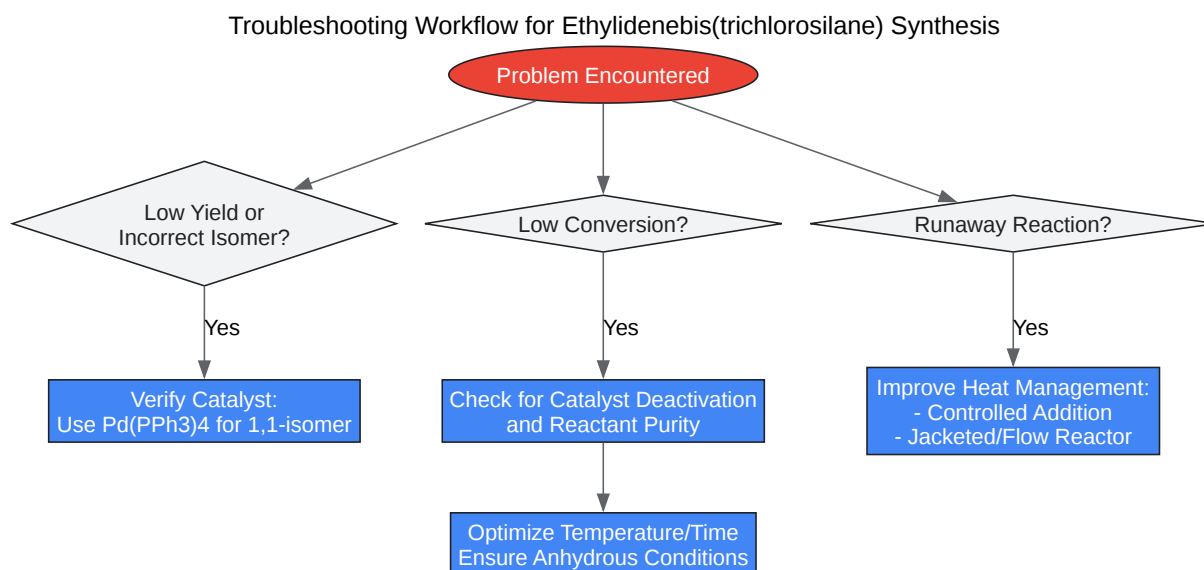 Troubleshooting Workflow for Ethylidenebis(trichlorosilane) Synthesis
Problem Encountered
Low Yield or
Incorrect Isomer?
Low Conversion?
Runaway Reaction?
Yes
Yes
Yes
Verify Catalyst:
Use Pd(PPh3)4 for 1,1-isomer
Check for Catalyst Deactivation
and Reactant Purity
Improve Heat Management:
- Controlled Addition
- Jacketed/Flow Reactor
Optimize Temperature/Time
Ensure Anhydrous Conditions